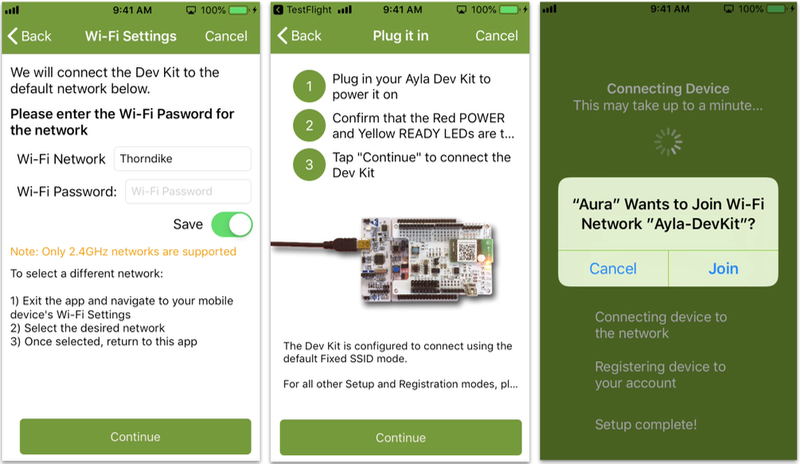 9:41 AM
100%
Back
Wi-Fi Settings
Cancel
We will connect the Dev Kit to the
default network below.
Please enter the Wi-Fi Pasword for
the network
Wi-Fi Network
Thorndike
Wi-Fi Password:
Wi-Fi Password
Save
Note: Only 2.4GHz networks are supported
To select a different network:
1) Exit the app and navigate to your mobile
device's Wi-Fi Settings
2) Select the desired network
3) Once selected, return to this app
Continue
TestFlight
9:41 AM
100%
Back
Plug it in
Cancel
1
Plug in your Ayla Dev Kit to
power it on
2
Confirm that the Red POWER
and Yellow READY LEDs are t...
3
Tap "Continue" to connect the
Dev Kit
The Dev Kit is configured to connect using the
default Fixed SSID mode.
For all other Setup and Registration modes, pl...
Continue
9:41 AM
100%
Connecting Device
This may take up to a minute...
“Aura” Wants to Join Wi-Fi
Network "Ayla-DevKit"?
Cancel
Join
Connecting device to
the network
Registering device to
your account
Setup complete!